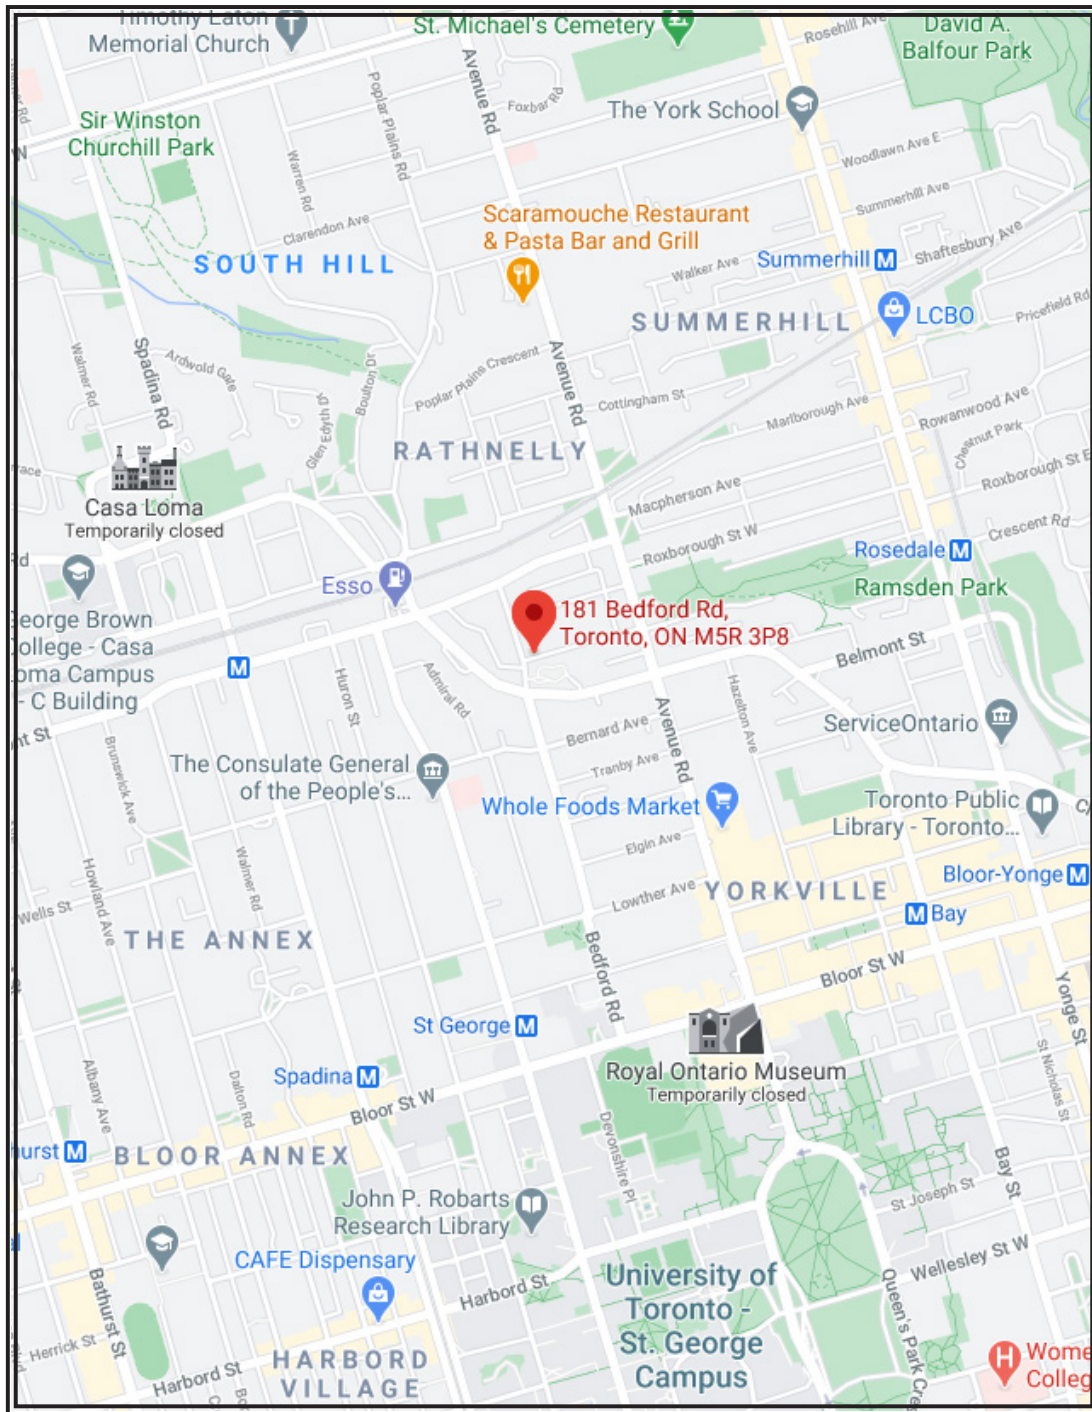 Timothy Eaton
Memorial Church
St. Michael's Cemetery
David A.
Balfour Park
Rosehill Ave
Avenue Rd
Foxbar Rd
Poplar Plains Rd
The York School
Sir Winston
Churchill Park
Warren Rd
Woodlawn Ave E
Summerhill Ave
Clarendon Ave
Scaramouche Restaurant
& Pasta Bar and Grill
Shaftesbury Ave
SOUTH HILL
Walker Ave
Summerhill M
Pricefield Rd
SUMMERHILL
LCBO
Spadina Rd
Walmer Rd
Ardwold Gate
Boulton Dr
Glen Edyth Dr
Poplar Plains Crescent
Avenue Rd
Cottingham St
Marlborough Ave
Rowanwood Ave
Chestnut Park
RATHNELLY
Roxborough St E
Casa Loma
Temporarily closed
Macpherson Ave
Crescent Rd
Roxborough St W
Rosedale M
Esso
Ramsden Park
181 Bedford Rd,
Toronto, ON M5R 3P8
eorge Brown
ollege - Casa
oma Campus
- C Building
M
Belmont St
Huron St
Admiral Rd
Hazelton Ave
Avenue Rd
nt St
Bernard Ave
ServiceOntario
Brunswick Ave
The Consulate General
of the People's...
Tranby Ave
Whole Foods Market
Toronto Public
Library - Toronto...
Elgin Ave
Howland Ave
Walmer Rd
Bloor-Yonge M
Lowther Ave
YORKVILLE
Wells St
M Bay
THE ANNEX
Bedford Rd
Bloor St W
Yonge St
St George M
Royal Ontario Museum
Temporarily closed
St Nicholas St
Spadina M
Albany Ave
Dalton Rd
Bloor St W
Devonshire Pl
hurst M
BLOOR ANNEX
Bay St
John P. Robarts
Research Library
St Joseph St
CAFE Dispensary
Wellesley St W
Harbord St
University of
Toronto -
St. George
Campus
Bathurst St
Queen's Park Cres
Herrick St
HARBORD
VILLAGE
Harbord St
H
Wome
Colleg